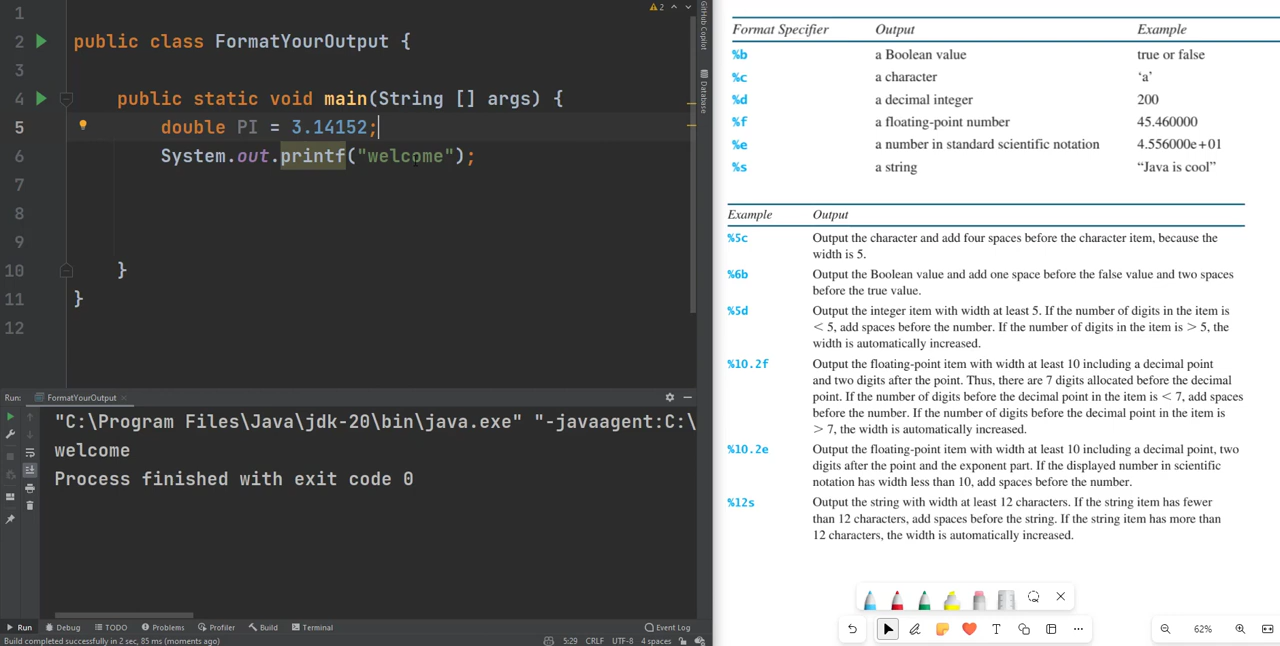 1
2 public class FormatYourOutput {
3
4 public static void main(String [] args) {
5 double PI = 3.14152;
6 System.out.printf("welcome");
7
8
9
10 }
11 }
12
2
GitHub Copilot
Database
Run: FormatYourOutput
"C:\Program Files\Java\jdk-20\bin\java.exe" "-javaagent:C:\
welcome
Process finished with exit code 0
Run Debug TODO Problems Profiler Build Terminal Event Log
Build completed successfully in 2 sec, 85 ms (moments ago) 5:29 CRLF UTF-8 4 spaces
Format Specifier Output Example
%b a Boolean value true or false
%c a character ‘a’
%d a decimal integer 200
%f a floating-point number 45.460000
%e a number in standard scientific notation 4.556000e+01
%s a string “Java is cool”
Example Output
%5c Output the character and add four spaces before the character item, because the
width is 5.
%6b Output the Boolean value and add one space before the false value and two spaces
before the true value.
%5d Output the integer item with width at least 5. If the number of digits in the item is
< 5, add spaces before the number. If the number of digits in the item is > 5, the
width is automatically increased.
%10.2f Output the floating-point item with width at least 10 including a decimal point
and two digits after the point. Thus, there are 7 digits allocated before the decimal
point. If the number of digits before the decimal point in the item is < 7, add spaces
before the number. If the number of digits before the decimal point in the item is
> 7, the width is automatically increased.
%10.2e Output the floating-point item with width at least 10 including a decimal point, two
digits after the point and the exponent part. If the displayed number in scientific
notation has width less than 10, add spaces before the number.
%12s Output the string with width at least 12 characters. If the string item has fewer
than 12 characters, add spaces before the string. If the string item has more than
12 characters, the width is automatically increased.
62%